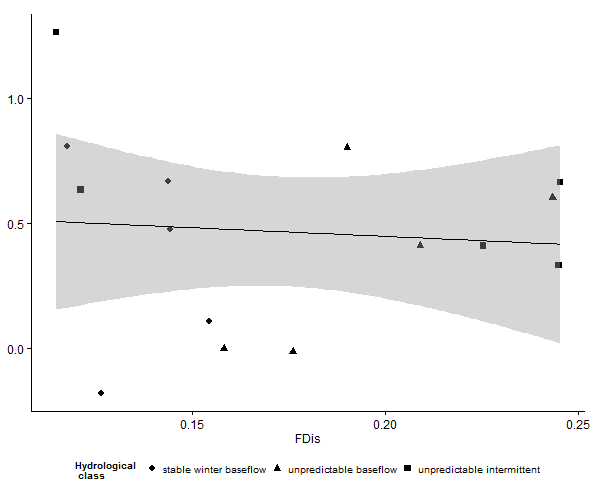 1.0
0.5
0.0
0.15 0.20 0.25
FDis
Hydrological
class
stable winter baseflow unpredictable baseflow unpredictable intermittent